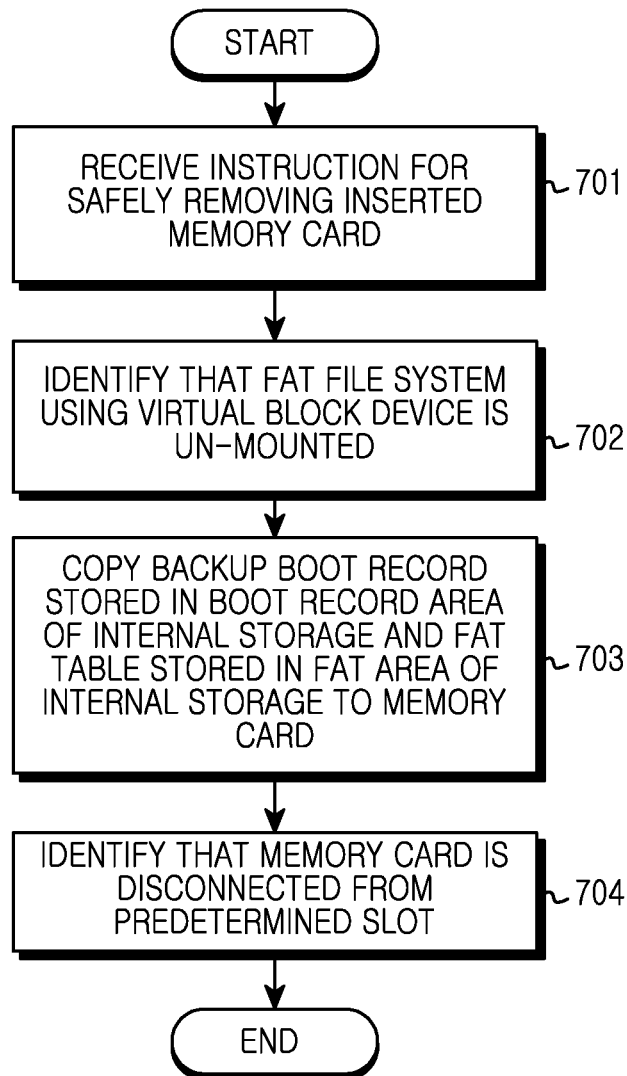 START
RECEIVE INSTRUCTION FOR
SAFELY REMOVING INSERTED
MEMORY CARD
701
IDENTIFY THAT FAT FILE SYSTEM
USING VIRTUAL BLOCK DEVICE IS
UN-MOUNTED
702
COPY BACKUP BOOT RECORD
STORED IN BOOT RECORD AREA
OF INTERNAL STORAGE AND FAT
TABLE STORED IN FAT AREA OF
INTERNAL STORAGE TO MEMORY
CARD
703
IDENTIFY THAT MEMORY CARD IS
DISCONNECTED FROM
PREDETERMINED SLOT
704
END